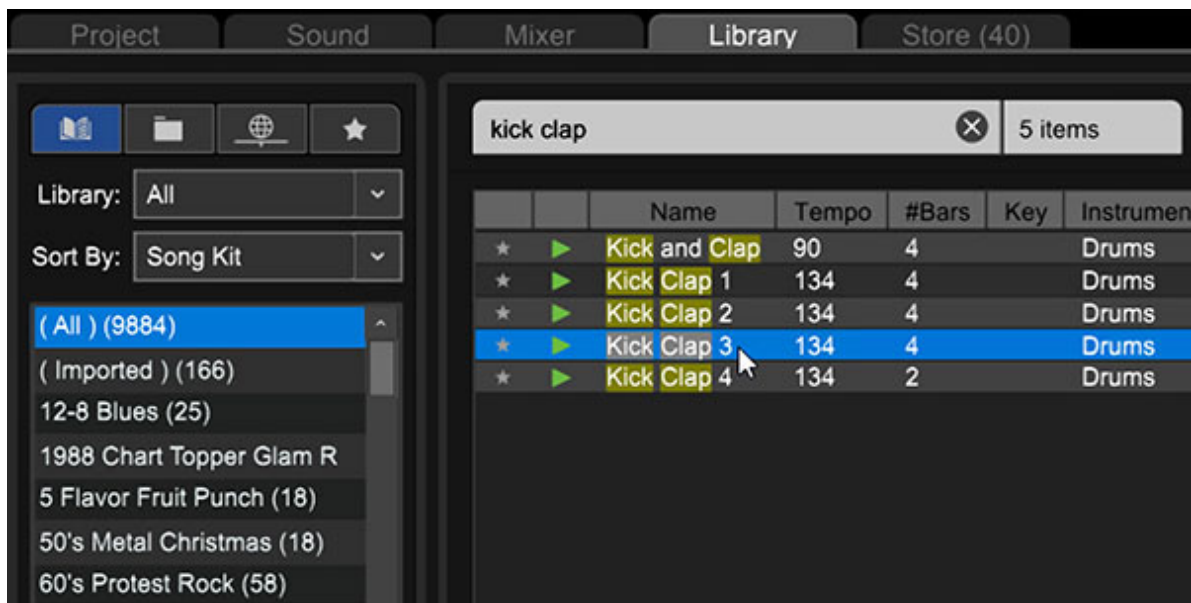 Project Sound Mixer Library Store (40)
kick clap 5 items
Library: All
Sort By: Song Kit
( All ) (9884)
( Imported ) (166)
12-8 Blues (25)
1988 Chart Topper Glam R
5 Flavor Fruit Punch (18)
50's Metal Christmas (18)
60's Protest Rock (58)
Name Tempo #Bars Key Instrumen
Kick and Clap 90 4 Drums
Kick Clap 1 134 4 Drums
Kick Clap 2 134 4 Drums
Kick Clap 3 134 4 Drums
Kick Clap 4 134 2 Drums